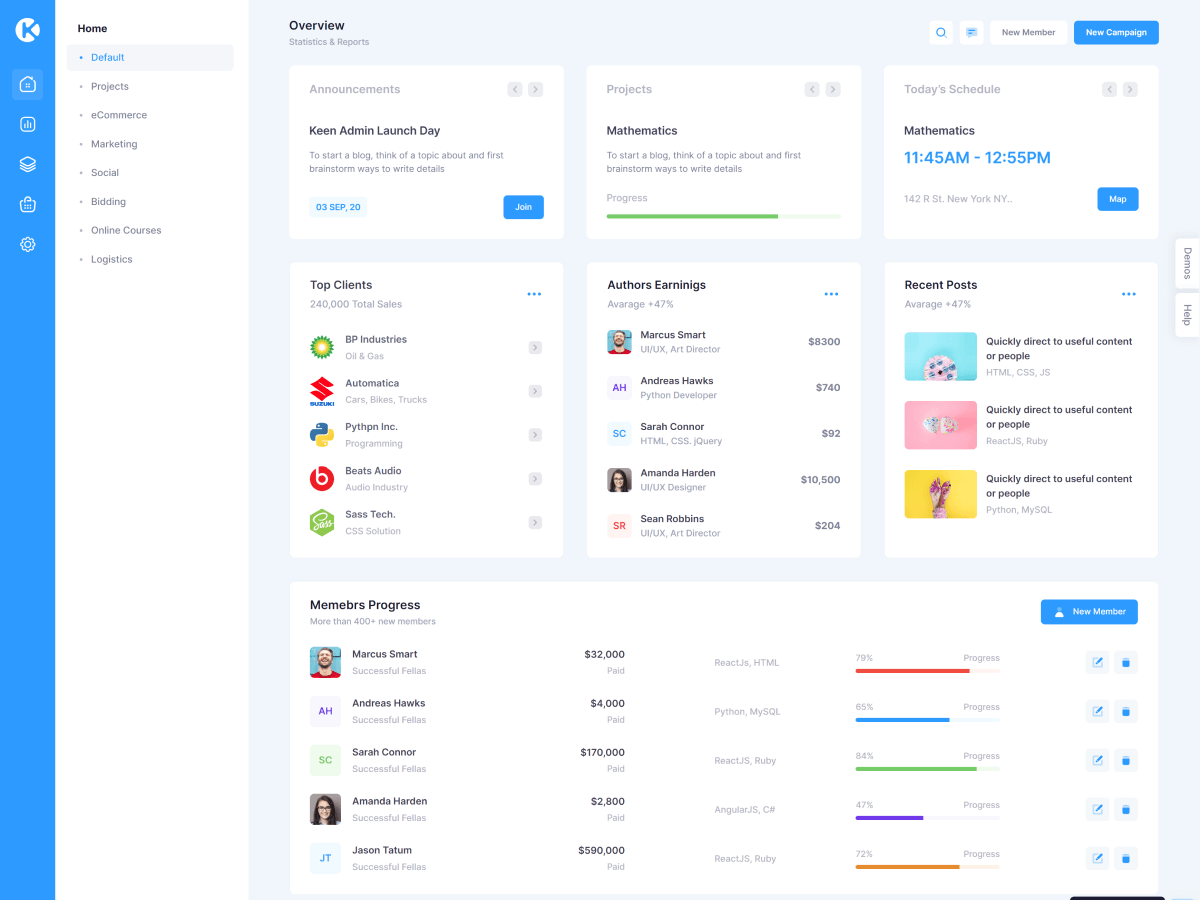 Home
Default
Projects
eCommerce
Marketing
Social
Bidding
Online Courses
Logistics
Overview
Statistics & Reports
New Member
New Campaign
Announcements
Keen Admin Launch Day
To start a blog, think of a topic about and first
brainstorm ways to write details
03 SEP, 20
Join
Projects
Mathematics
To start a blog, think of a topic about and first
brainstorm ways to write details
Progress
Today's Schedule
Mathematics
11:45AM - 12:55PM
142 R St. New York NY..
Map
Demos
Help
Top Clients
240,000 Total Sales
BP Industries
Oil & Gas
SUZUKI
Automatica
Cars, Bikes, Trucks
Pythpn Inc.
Programming
Beats Audio
Audio Industry
Sass
Sass Tech.
CSS Solution
Authors Earninigs
Avarage +47%
Marcus Smart
UI/UX, Art Director
$8300
AH
Andreas Hawks
Python Developer
$740
SC
Sarah Connor
HTML, CSS. jQuery
$92
Amanda Harden
UI/UX Designer
$10,500
SR
Sean Robbins
UI/UX, Art Director
$204
Recent Posts
Avarage +47%
Quickly direct to useful content
or people
HTML, CSS, JS
Quickly direct to useful content
or people
ReactJS, Ruby
Quickly direct to useful content
or people
Python, MySQL
Memebrs Progress
More than 400+ new members
New Member
Marcus Smart
Successful Fellas
$32,000
Paid
ReactJs, HTML
79% Progress
AH
Andreas Hawks
Successful Fellas
$4,000
Paid
Python, MySQL
65% Progress
SC
Sarah Connor
Successful Fellas
$170,000
Paid
ReactJS, Ruby
84% Progress
Amanda Harden
Successful Fellas
$2,800
Paid
AngularJS, C#
47% Progress
JT
Jason Tatum
Successful Fellas
$590,000
Paid
ReactJS, Ruby
72% Progress